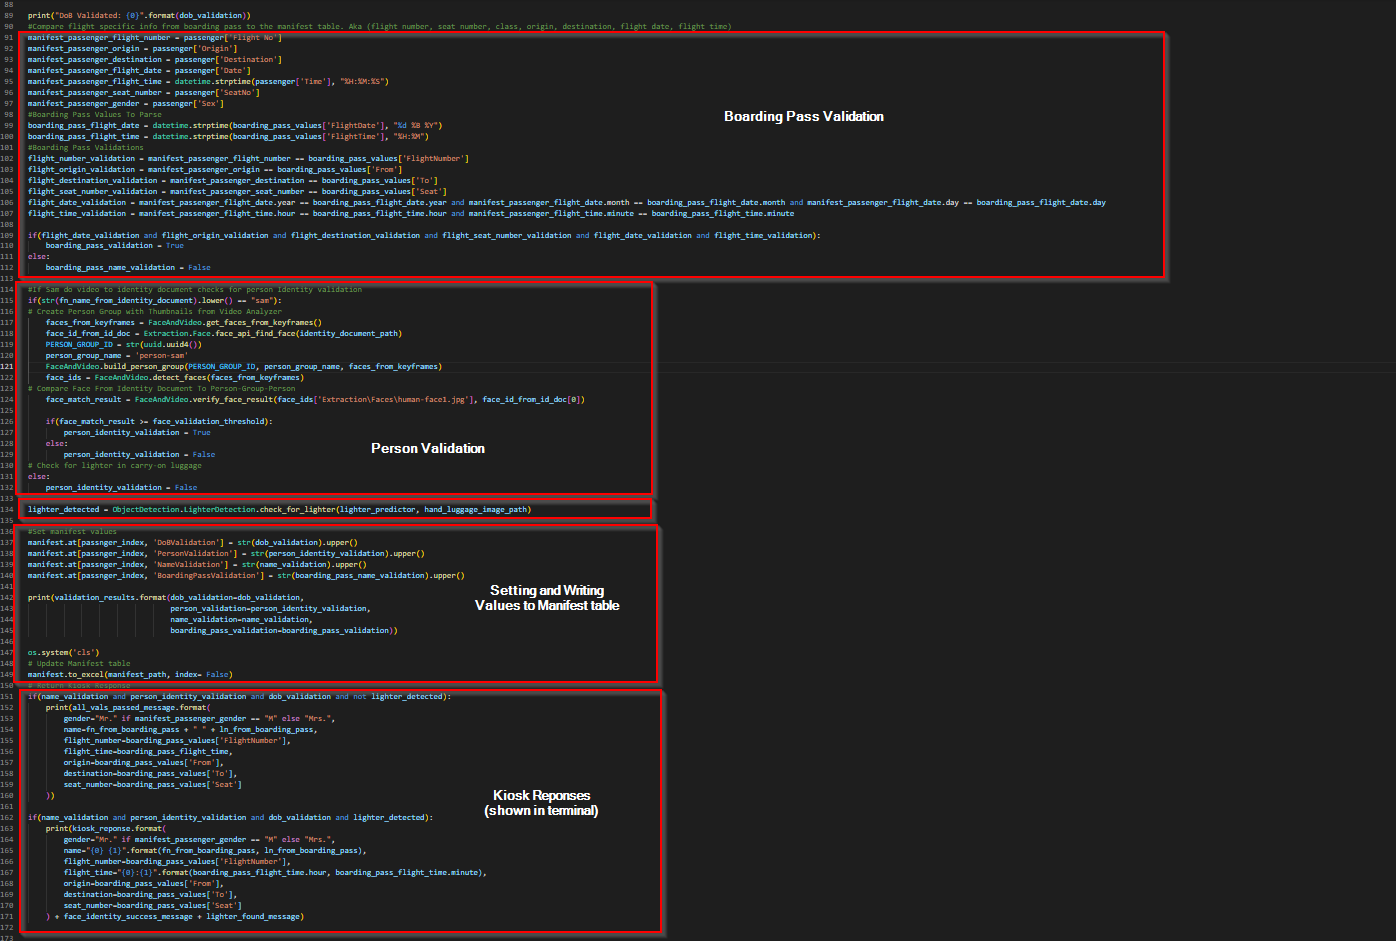 88
89 print("DoB Validated: {0}".format(dob_validation))
90 #Compare flight specific info from boarding pass to the manifest table. Aka (flight number, seat number, class, origin, destination, flight date, flight time)
91 manifest_passenger_flight_number = passenger['Flight No']
92 manifest_passenger_origin = passenger['Origin']
93 manifest_passenger_destination = passenger['Destination']
94 manifest_passenger_flight_date = passenger['Date']
95 manifest_passenger_flight_time = datetime.strptime(passenger['Time'], "%H:%M:%S")
96 manifest_passenger_seat_number = passenger['SeatNo']
97 manifest_passenger_gender = passenger['Sex']
98 #Boarding Pass Values To Parse
99 boarding_pass_flight_date = datetime.strptime(boarding_pass_values['FlightDate'], "%d %B %Y")
100 boarding_pass_flight_time = datetime.strptime(boarding_pass_values['FlightTime'], "%H:%M")
101 #Boarding Pass Validations
102 flight_number_validation = manifest_passenger_flight_number == boarding_pass_values['FlightNumber']
103 flight_origin_validation = manifest_passenger_origin == boarding_pass_values['From']
104 flight_destination_validation = manifest_passenger_destination == boarding_pass_values['To']
105 flight_seat_number_validation = manifest_passenger_seat_number == boarding_pass_values['Seat']
106 flight_date_validation = manifest_passenger_flight_date.year == boarding_pass_flight_date.year and manifest_passenger_flight_date.month == boarding_pass_flight_date.month and manifest_passenger_flight_date.day == boarding_pass_flight_date.day
107 flight_time_validation = manifest_passenger_flight_time.hour == boarding_pass_flight_time.hour and manifest_passenger_flight_time.minute == boarding_pass_flight_time.minute
108
109 if(flight_date_validation and flight_origin_validation and flight_destination_validation and flight_seat_number_validation and flight_date_validation and flight_time_validation):
110 boarding_pass_validation = True
111 else:
112 boarding_pass_name_validation = False
113
Boarding Pass Validation
114 #If Sam do video to identity document checks for person Identity validation
115 if(str(fn_name_from_identity_document).lower() == "sam"):
116 # Create Person Group with Thumbnails from Video Analyzer
117 faces_from_keyframes = FaceAndVideo.get_faces_from_keyframes()
118 face_id_from_id_doc = Extraction.Face.face_api_find_face(identity_document_path)
119 PERSON_GROUP_ID = str(uuid.uuid4())
120 person_group_name = 'person-sam'
121 FaceAndVideo.build_person_group(PERSON_GROUP_ID, person_group_name, faces_from_keyframes)
122 face_ids = FaceAndVideo.detect_faces(faces_from_keyframes)
123 # Compare Face From Identity Document To Person-Group-Person
124 face_match_result = FaceAndVideo.verify_face_result(face_ids['Extraction\Faces\human-face1.jpg'], face_id_from_id_doc[0])
125
126 if(face_match_result >= face_validation_threshold):
127 person_identity_validation = True
128 else:
129 person_identity_validation = False
130 # Check for lighter in carry-on luggage
131 else:
132 person_identity_validation = False
133
Person Validation
134 lighter_detected = ObjectDetection.LighterDetection.check_for_lighter(lighter_predictor, hand_luggage_image_path)
135
136 #Set manifest values
137 manifest.at[passnger_index, 'DoBValidation'] = str(dob_validation).upper()
138 manifest.at[passnger_index, 'PersonValidation'] = str(person_identity_validation).upper()
139 manifest.at[passnger_index, 'NameValidation'] = str(name_validation).upper()
140 manifest.at[passnger_index, 'BoardingPassValidation'] = str(boarding_pass_name_validation).upper()
141
142 print(validation_results.format(dob_validation=dob_validation,
143 person_validation=person_identity_validation,
144 name_validation=name_validation,
145 boarding_pass_validation=boarding_pass_validation))
146
147 os.system('cls')
148 # Update Manifest table
149 manifest.to_excel(manifest_path, index= False)
Setting and Writing
Values to Manifest table
150 # Return Kiosk Response
151 if(name_validation and person_identity_validation and dob_validation and not lighter_detected):
152 print(all_vals_passed_message.format(
153 gender="Mr." if manifest_passenger_gender == "M" else "Mrs.",
154 name=fn_from_boarding_pass + " " + ln_from_boarding_pass,
155 flight_number=boarding_pass_values['FlightNumber'],
156 flight_time=boarding_pass_flight_time,
157 origin=boarding_pass_values['From'],
158 destination=boarding_pass_values['To'],
159 seat_number=boarding_pass_values['Seat']
160 ))
161
162 if(name_validation and person_identity_validation and dob_validation and lighter_detected):
163 print(kiosk_reponse.format(
164 gender="Mr." if manifest_passenger_gender == "M" else "Mrs.",
165 name="{0} {1}".format(fn_from_boarding_pass, ln_from_boarding_pass),
166 flight_number=boarding_pass_values['FlightNumber'],
167 flight_time="{0}:{1}".format(boarding_pass_flight_time.hour, boarding_pass_flight_time.minute),
168 origin=boarding_pass_values['From'],
169 destination=boarding_pass_values['To'],
170 seat_number=boarding_pass_values['Seat']
171 ) + face_identity_success_message + lighter_found_message)
172
173
Kiosk Reponses
(shown in terminal)